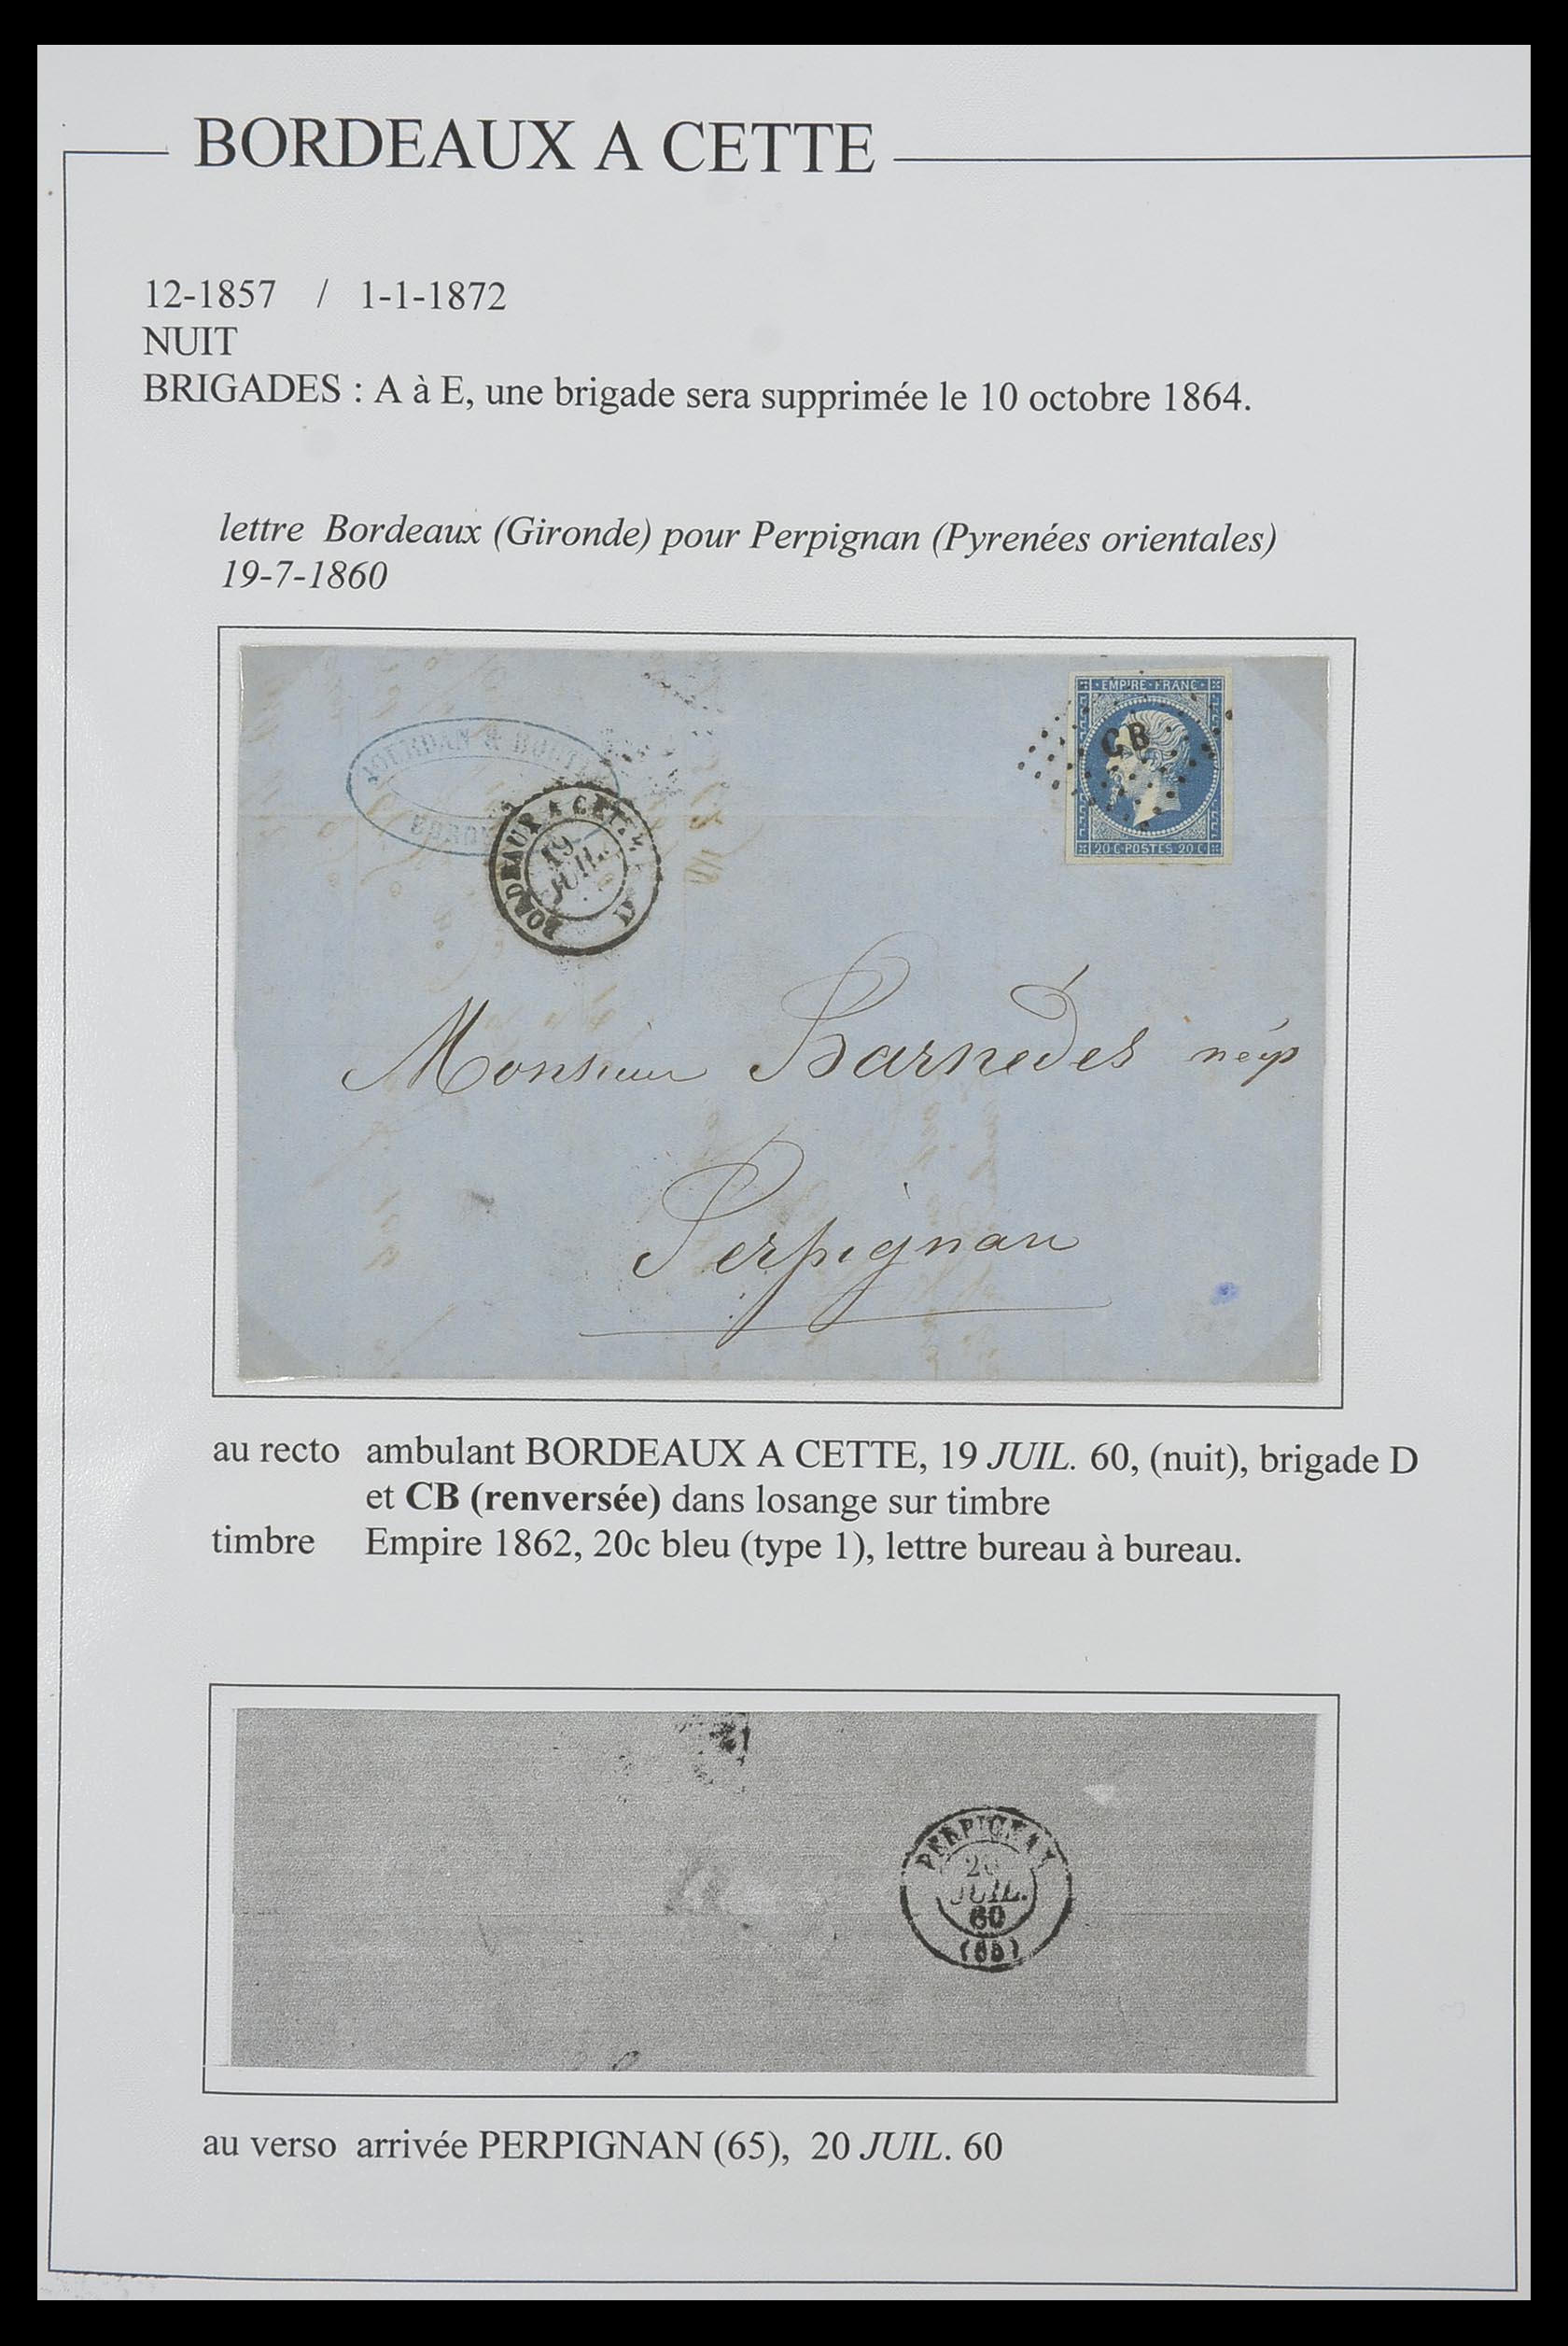 BORDEAUX A CETTE
12-1857 / 1-1-1872
NUIT
BRIGADES : A à E, une brigade sera supprimée le 10 octobre 1864.
lettre Bordeaux (Gironde) pour Perpignan (Pyrenées orientales)
19-7-1860
JOURDAN &
EMPIRE FRANC
CB
20 C POSTES 20 C
BORDEAUX A CETTE
19
JUIL.
D
Monsieur Barnedes
Perpignan
au recto ambulant BORDEAUX A CETTE, 19 JUIL. 60, (nuit), brigade D
et CB (renversée) dans losange sur timbre
timbre Empire 1862, 20c bleu (type 1), lettre bureau à bureau.
PERPIGNAN
20
JUIL.
60
(65)
au verso arrivée PERPIGNAN (65), 20 JUIL. 60